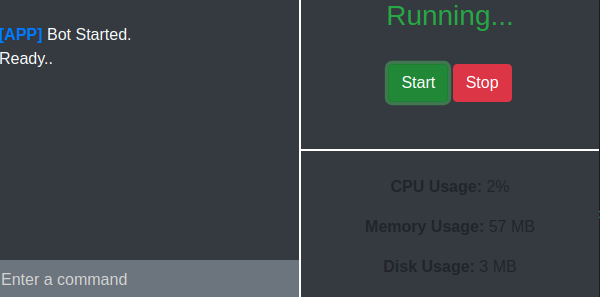 [APP] Bot Started.
Ready..
Enter a command
Running...
Start Stop
CPU Usage: 2%
Memory Usage: 57 MB
Disk Usage: 3 MB